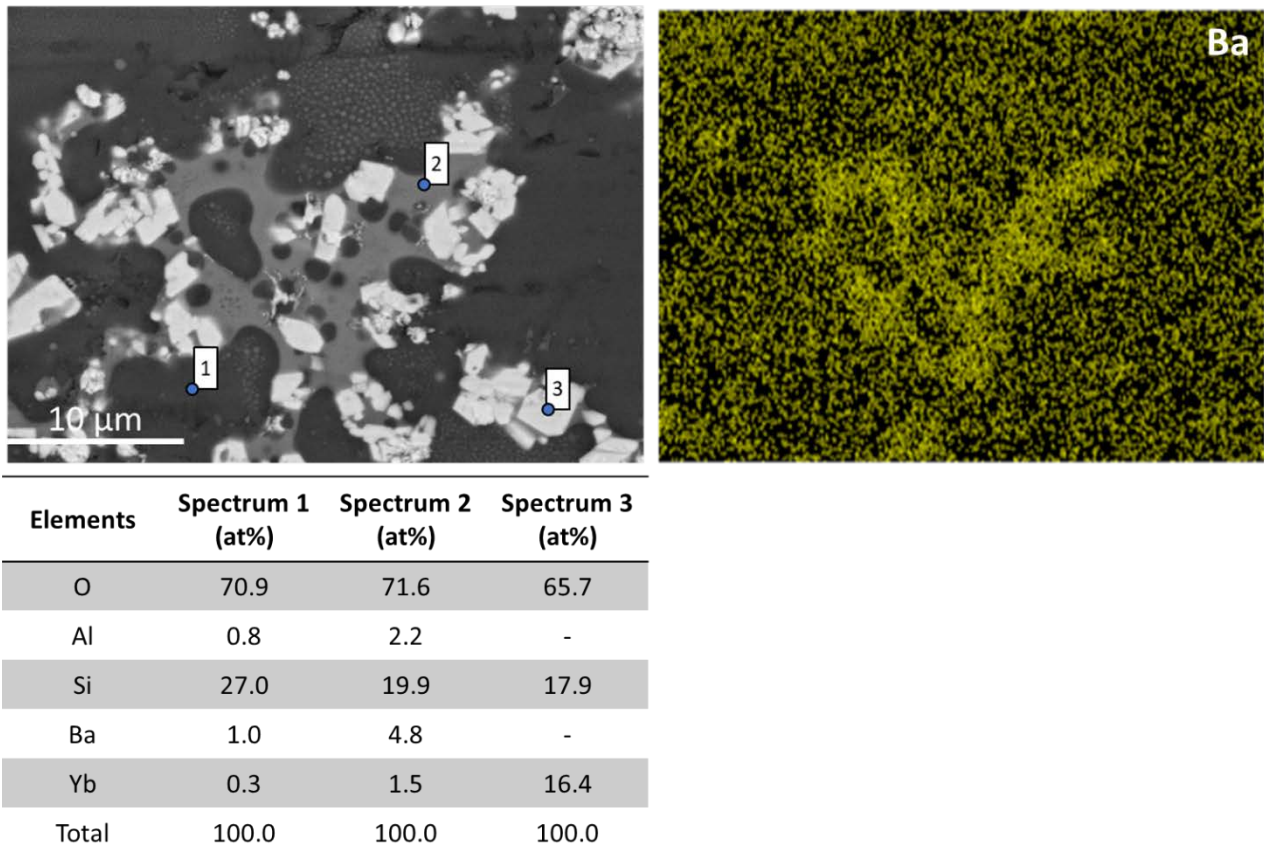 Ba
2
1
3
10 μm
Elements Spectrum 1 (at%) Spectrum 2 (at%) Spectrum 3 (at%)
O 70.9 71.6 65.7
Al 0.8 2.2 -
Si 27.0 19.9 17.9
Ba 1.0 4.8 -
Yb 0.3 1.5 16.4
Total 100.0 100.0 100.0